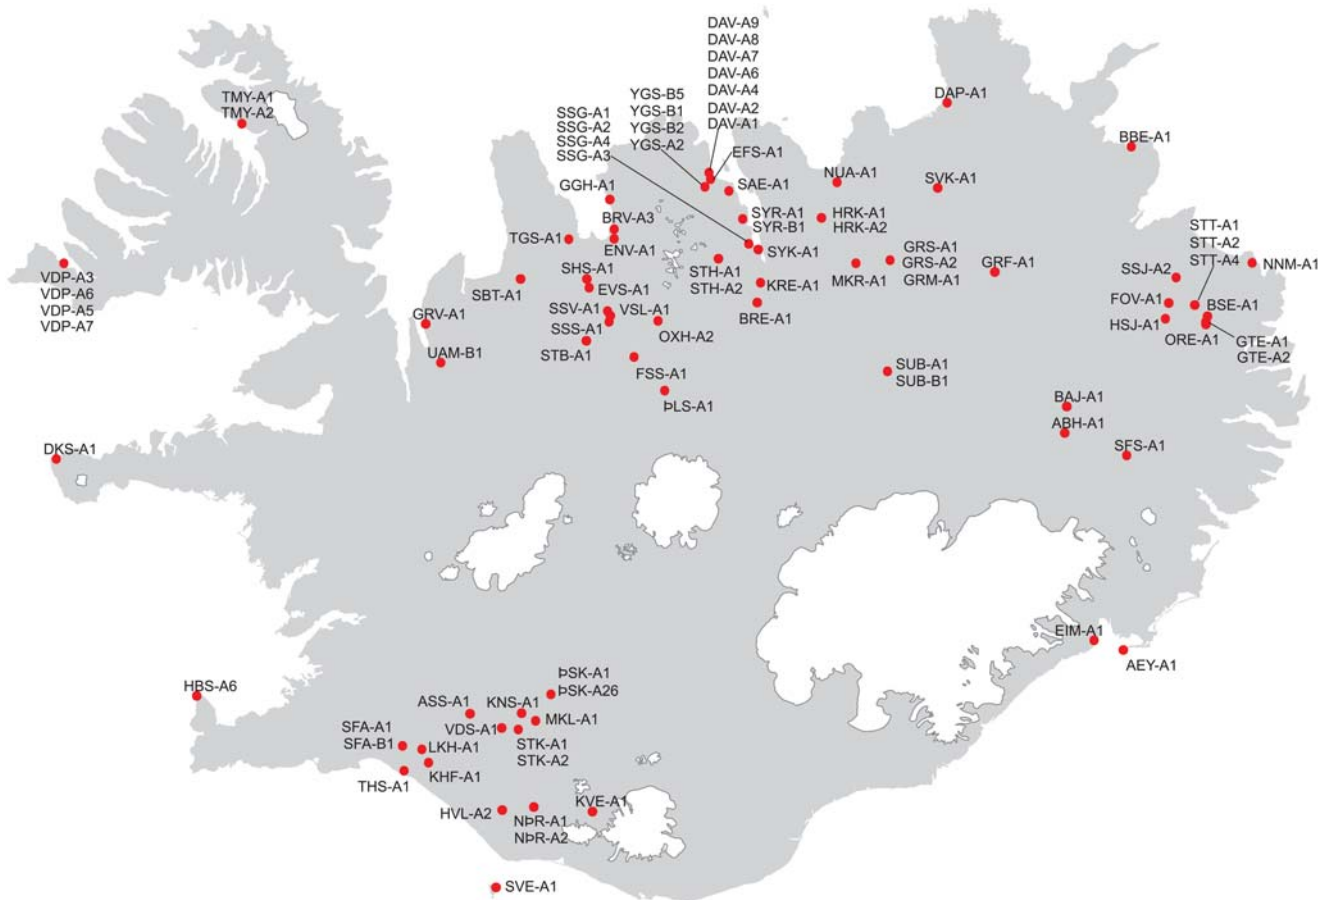 DAV-A9
DAV-A8
DAV-A7
DAV-A6
DAV-A4
DAV-A2
DAV-A1
YGS-B5
YGS-B1
YGS-B2
YGS-A2
SSG-A1
SSG-A2
SSG-A4
SSG-A3
TMY-A1
TMY-A2
DAP-A1
BBE-A1
EFS-A1
GGH-A1
SAE-A1
NUA-A1
SVK-A1
BRV-A3
SYR-A1
SYR-B1
HRK-A1
HRK-A2
STT-A1
STT-A2
STT-A4
TGS-A1
ENV-A1
SYK-A1
GRS-A1
GRS-A2
GRM-A1
VDP-A3
VDP-A6
VDP-A5
VDP-A7
SBT-A1
SHS-A1
EVS-A1
STH-A1
STH-A2
KRE-A1
MKR-A1
GRF-A1
SSJ-A2
NNM-A1
GRV-A1
SSV-A1
VSL-A1
BRE-A1
FOV-A1
BSE-A1
SSS-A1
OXH-A2
HSJ-A1
ORE-A1
GTE-A1
GTE-A2
UAM-B1
STB-A1
FSS-A1
SUB-A1
SUB-B1
ÞLS-A1
BAJ-A1
ABH-A1
DKS-A1
SFS-A1
EIM-A1
AEY-A1
HBS-A6
ÞSK-A1
ÞSK-A26
ASS-A1
KNS-A1
MKL-A1
SFA-A1
SFA-B1
VDS-A1
LKH-A1
STK-A1
STK-A2
THS-A1
KHF-A1
HVL-A2
NÞR-A1
NÞR-A2
KVE-A1
SVE-A1